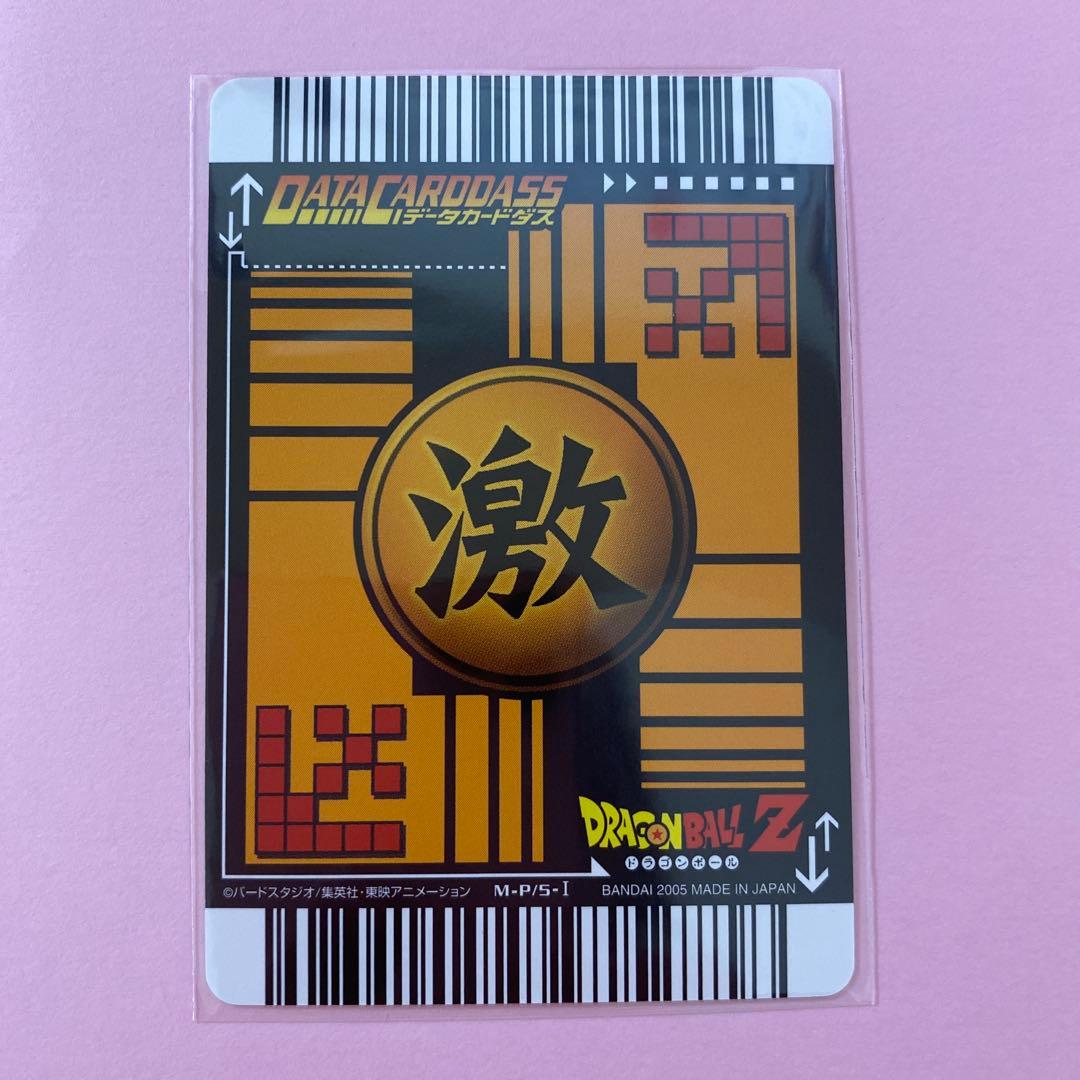 DATACARDDASS
データカードダス
激
DRAGONBALL Z
ドラゴンボール
©バードスタジオ/集英社・東映アニメーション M-P/5-I BANDAI 2005 MADE IN JAPAN